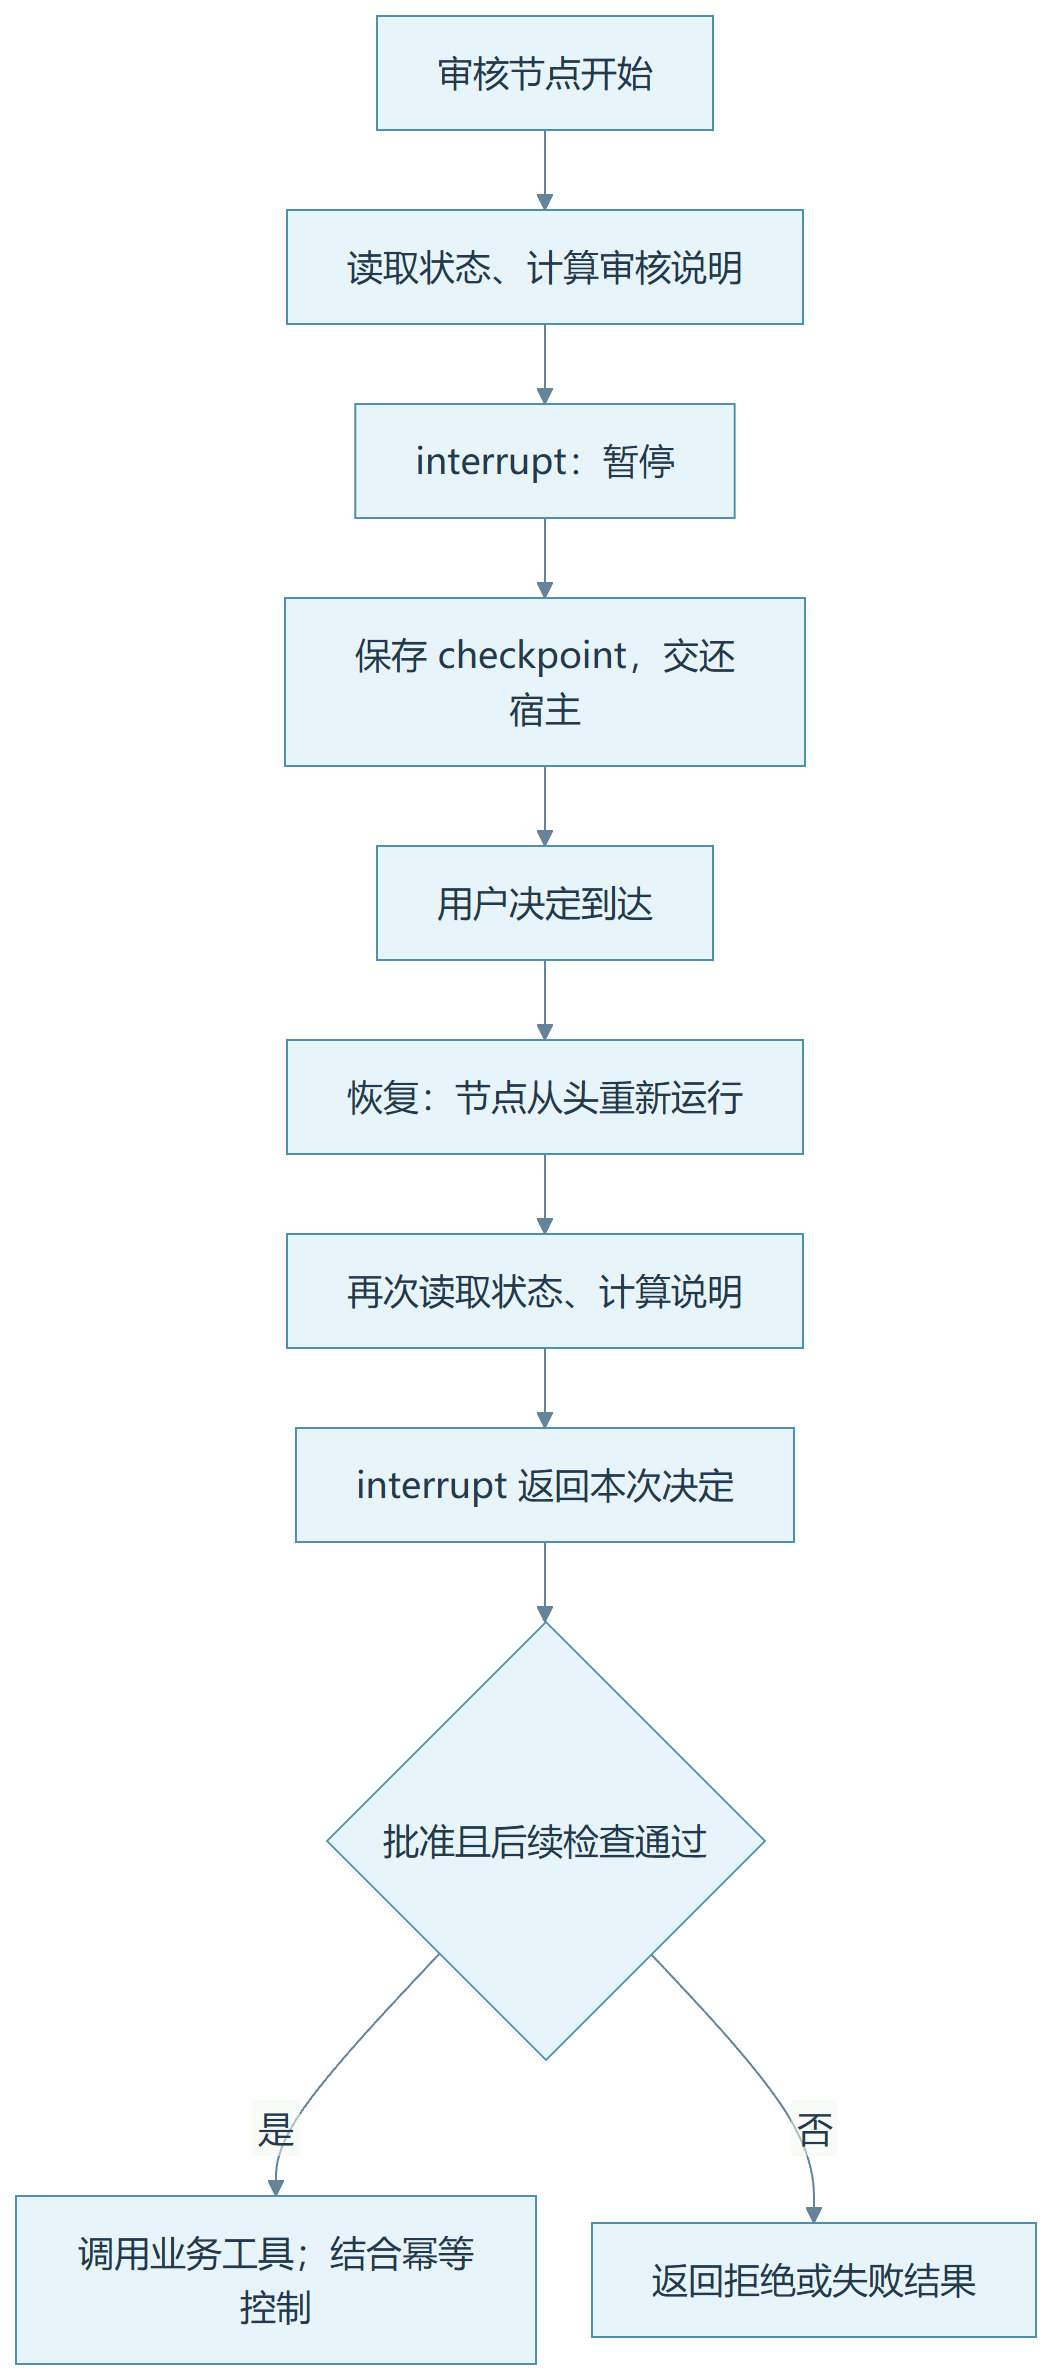 审核节点开始
读取状态、计算审核说明
interrupt：暂停
保存 checkpoint，交还
宿主
用户决定到达
恢复：节点从头重新运行
再次读取状态、计算说明
interrupt 返回本次决定
批准且后续检查通过
是
否
调用业务工具；结合幂等
控制
返回拒绝或失败结果